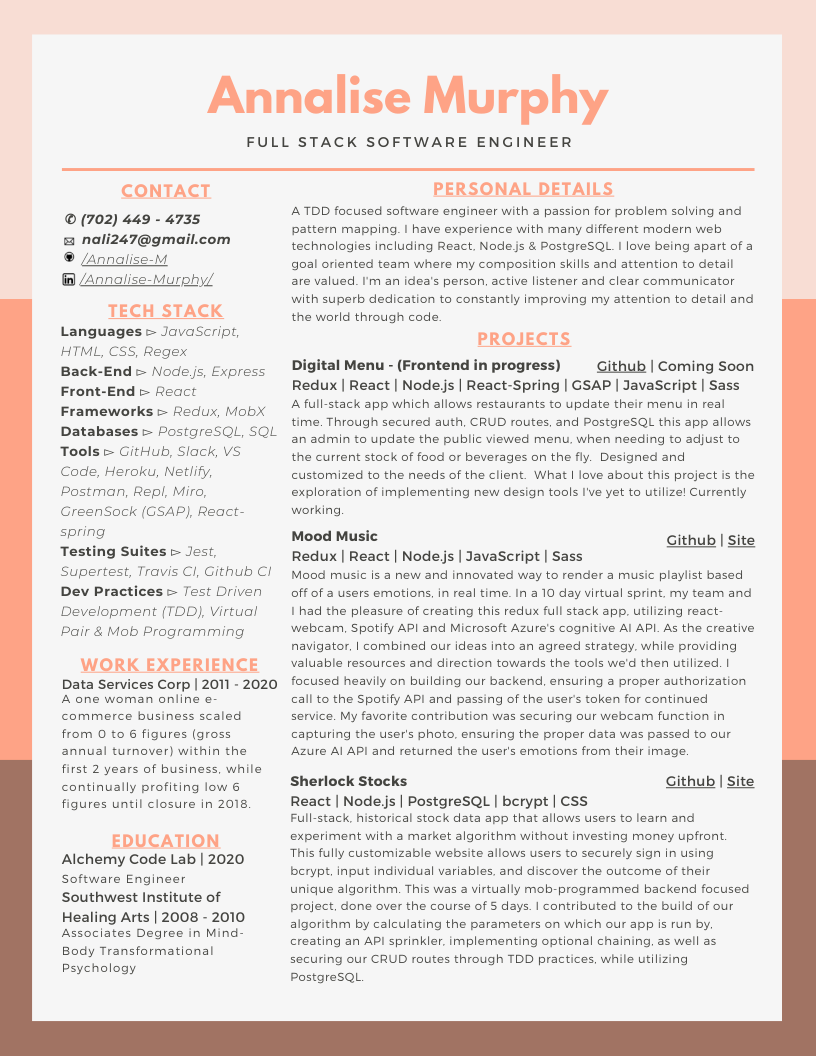 Annalise Murphy
FULL STACK SOFTWARE ENGINEER
CONTACT
✆ (702) 449 - 4735
✉ nali247@gmail.com
/Annalise-M
/Annalise-Murphy/
TECH STACK
Languages ▻ JavaScript,
HTML, CSS, Regex
Back-End ▻ Node.js, Express
Front-End ▻ React
Frameworks ▻ Redux, MobX
Databases ▻ PostgreSQL, SQL
Tools ▻ GitHub, Slack, VS
Code, Heroku, Netlify,
Postman, Repl, Miro,
GreenSock (GSAP), React-
spring
Testing Suites ▻ Jest,
Supertest, Travis CI, Github CI
Dev Practices ▻ Test Driven
Development (TDD), Virtual
Pair & Mob Programming
WORK EXPERIENCE
Data Services Corp | 2011 - 2020
A one woman online e-
commerce business scaled
from 0 to 6 figures (gross
annual turnover) within the
first 2 years of business, while
continually profiting low 6
figures until closure in 2018.
EDUCATION
Alchemy Code Lab | 2020
Software Engineer
Southwest Institute of
Healing Arts | 2008 - 2010
Associates Degree in Mind-
Body Transformational
Psychology
PERSONAL DETAILS
A TDD focused software engineer with a passion for problem solving and
pattern mapping. I have experience with many different modern web
technologies including React, Node.js & PostgreSQL. I love being apart of a
goal oriented team where my composition skills and attention to detail
are valued. I'm an idea's person, active listener and clear communicator
with superb dedication to constantly improving my attention to detail and
the world through code.
PROJECTS
Digital Menu - (Frontend in progress) Github | Coming Soon
Redux | React | Node.js | React-Spring | GSAP | JavaScript | Sass
A full-stack app which allows restaurants to update their menu in real
time. Through secured auth, CRUD routes, and PostgreSQL this app allows
an admin to update the public viewed menu, when needing to adjust to
the current stock of food or beverages on the fly.  Designed and
customized to the needs of the client.  What I love about this project is the
exploration of implementing new design tools I've yet to utilize! Currently
working.
Mood Music Github | Site
Redux | React | Node.js | JavaScript | Sass
Mood music is a new and innovated way to render a music playlist based
off of a users emotions, in real time. In a 10 day virtual sprint, my team and
I had the pleasure of creating this redux full stack app, utilizing react-
webcam, Spotify API and Microsoft Azure's cognitive AI API. As the creative
navigator, I combined our ideas into an agreed strategy, while providing
valuable resources and direction towards the tools we'd then utilized. I
focused heavily on building our backend, ensuring a proper authorization
call to the Spotify API and passing of the user's token for continued
service. My favorite contribution was securing our webcam function in
capturing the user's photo, ensuring the proper data was passed to our
Azure AI API and returned the user's emotions from their image.
Sherlock Stocks Github | Site
React | Node.js | PostgreSQL | bcrypt | CSS
Full-stack, historical stock data app that allows users to learn and
experiment with a market algorithm without investing money upfront.
This fully customizable website allows users to securely sign in using
bcrypt, input individual variables, and discover the outcome of their
unique algorithm. This was a virtually mob-programmed backend focused
project, done over the course of 5 days. I contributed to the build of our
algorithm by calculating the parameters on which our app is run by,
creating an API sprinkler, implementing optional chaining, as well as
securing our CRUD routes through TDD practices, while utilizing
PostgreSQL.